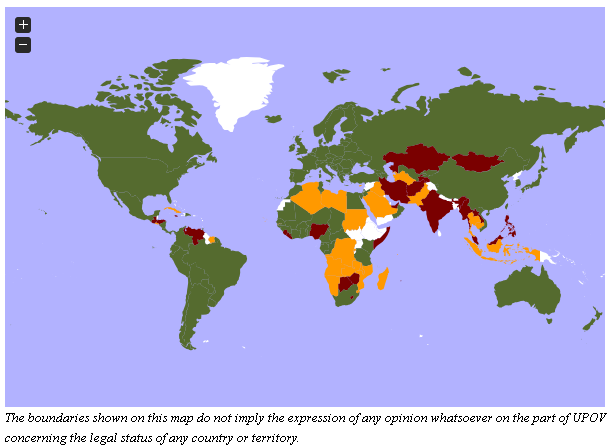 +
−
The boundaries shown on this map do not imply the expression of any opinion whatsoever on the part of UPOV
concerning the legal status of any country or territory.